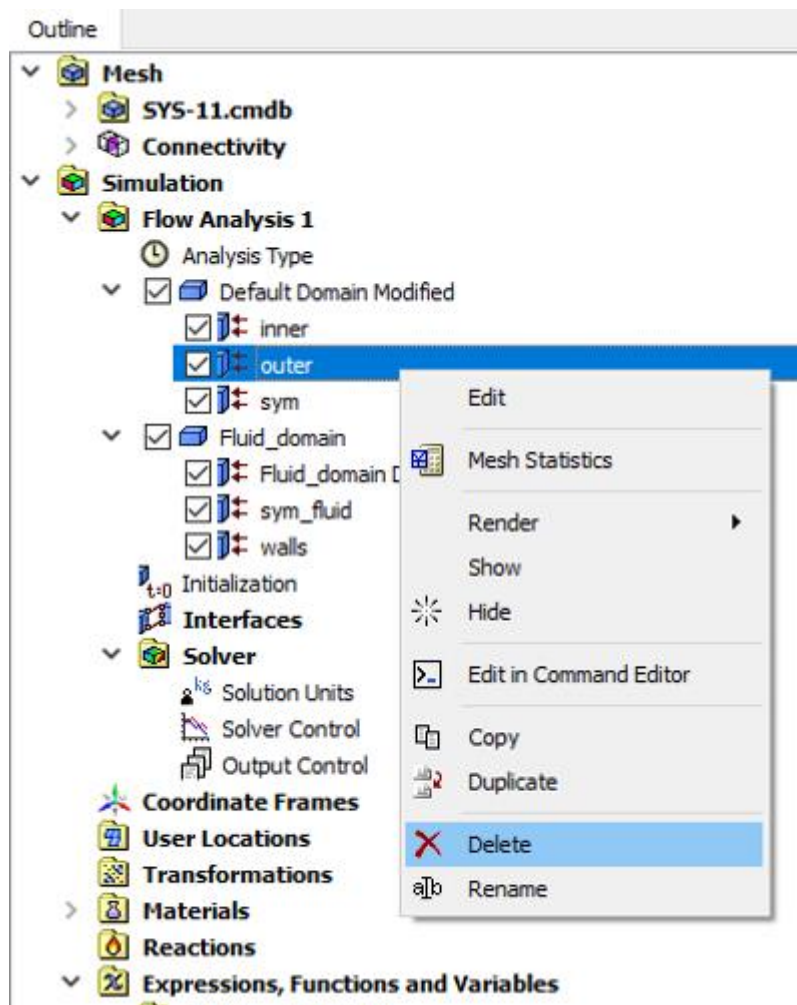 Outline
Mesh
SYS-11.cmdb
Connectivity
Simulation
Flow Analysis 1
Analysis Type
Default Domain Modified
inner
outer
sym
Fluid_domain
Fluid_domain D
sym_fluid
walls
t=0 Initialization
Interfaces
Solver
kg Solution Units
Solver Control
Output Control
Coordinate Frames
User Locations
Transformations
Materials
Reactions
Expressions, Functions and Variables
Edit
Mesh Statistics
Render
Show
Hide
Edit in Command Editor
Copy
Duplicate
Delete
Rename